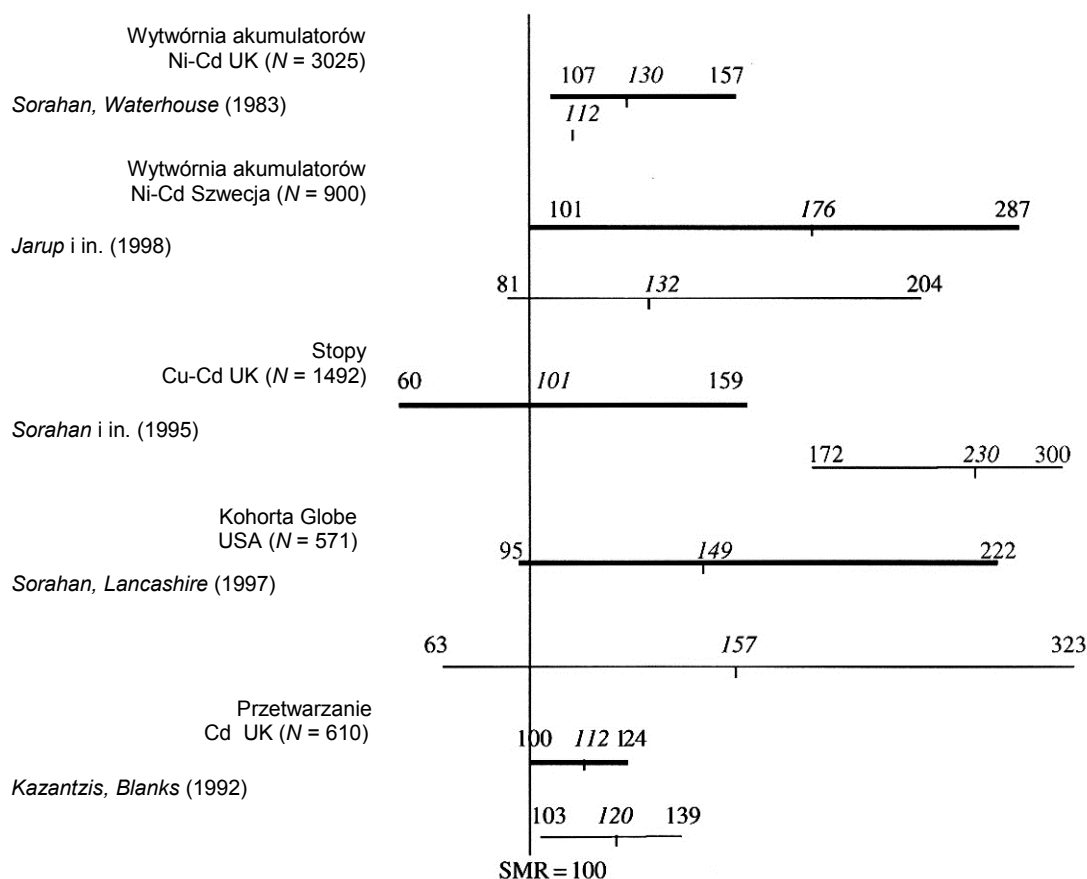 Wytwórnia akumulatorów
Ni-Cd UK (N = 3025)
107 130 157
Sorahan, Waterhouse (1983)
112
Wytwórnia akumulatorów
Ni-Cd Szwecja (N = 900)
101 176 287
Jarup i in. (1998)
81 132 204
Stopy
Cu-Cd UK (N = 1492)
60 101 159
Sorahan i in. (1995)
172 230 300
Kohorta Globe
USA (N = 571)
95 149 222
Sorahan, Lancashire (1997)
63 157 323
Przetwarzanie
Cd UK (N = 610)
100 112 124
Kazantzis, Blanks (1992)
103 120 139
SMR = 100